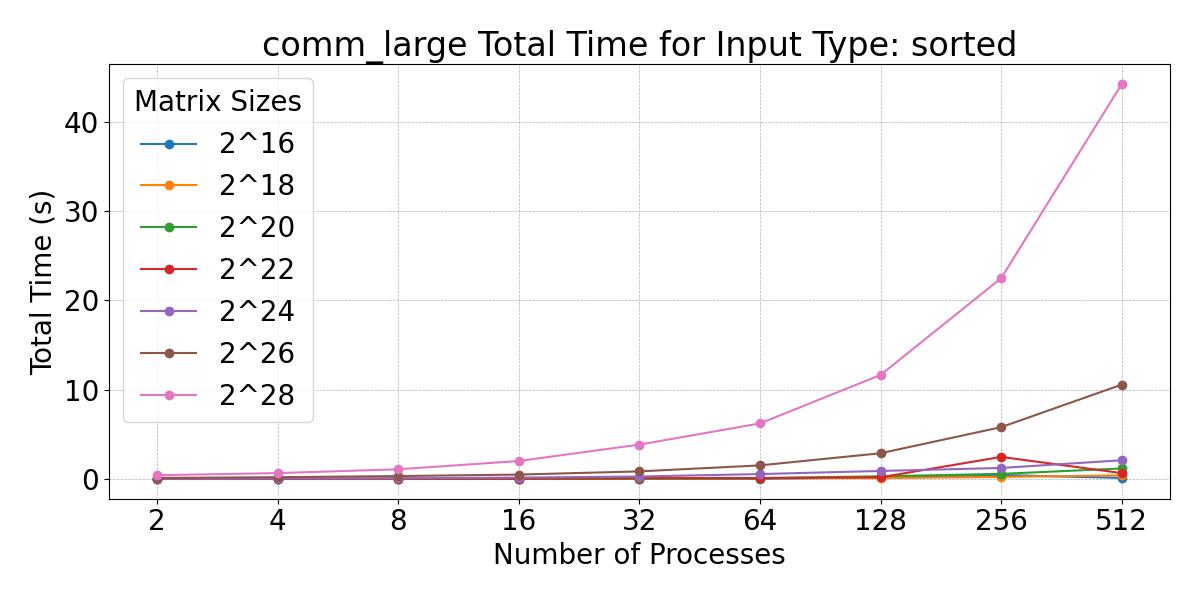 comm_large Total Time for Input Type: sorted
Matrix Sizes
2^16
2^18
2^20
2^22
2^24
2^26
2^28
Total Time (s)
40
30
20
10
0
2 4 8 16 32 64 128 256 512
Number of Processes